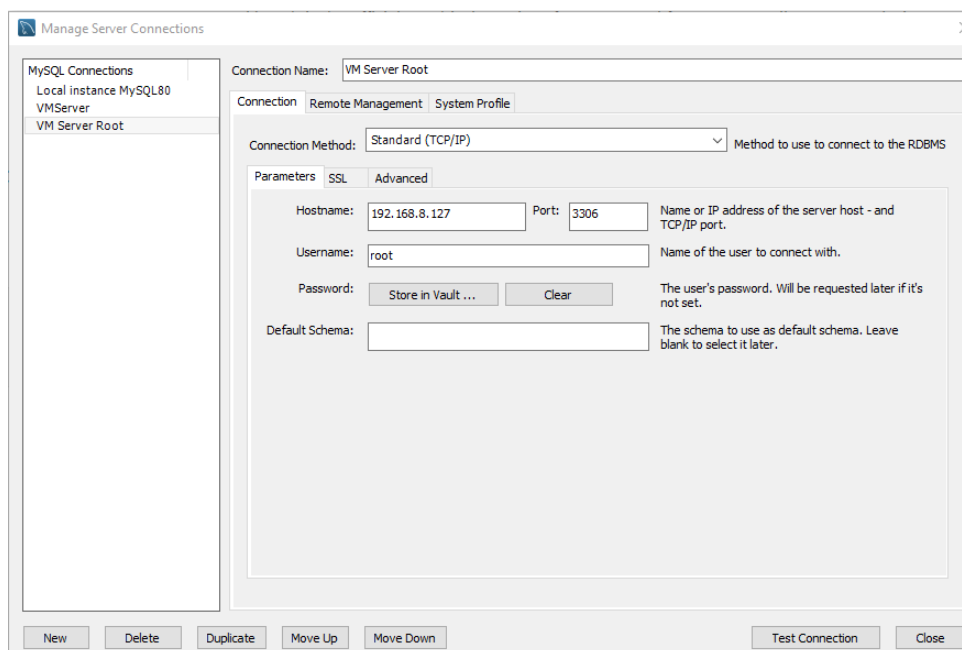 Manage Server Connections
MySQL Connections
Local instance MySQL80
VMServer
VM Server Root
Connection Name: VM Server Root
Connection Remote Management System Profile
Connection Method: Standard (TCP/IP) Method to use to connect to the RDBMS
Parameters SSL Advanced
Hostname: 192.168.8.127 Port: 3306 Name or IP address of the server host - and
TCP/IP port.
Username: root Name of the user to connect with.
Password: Store in Vault ... Clear The user's password. Will be requested later if it's
not set.
Default Schema: The schema to use as default schema. Leave
blank to select it later.
New Delete Duplicate Move Up Move Down Test Connection Close